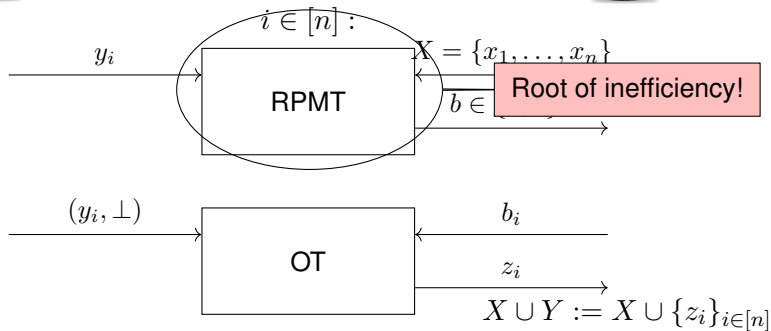 i ∈ [n] :
y_i
X = {x_1, . . . , x_n}
RPMT
Root of inefficiency!
b ∈
(y_i, ⊥)
b_i
OT
z_i
X ∪ Y := X ∪ {z_i}_{i∈[n]}